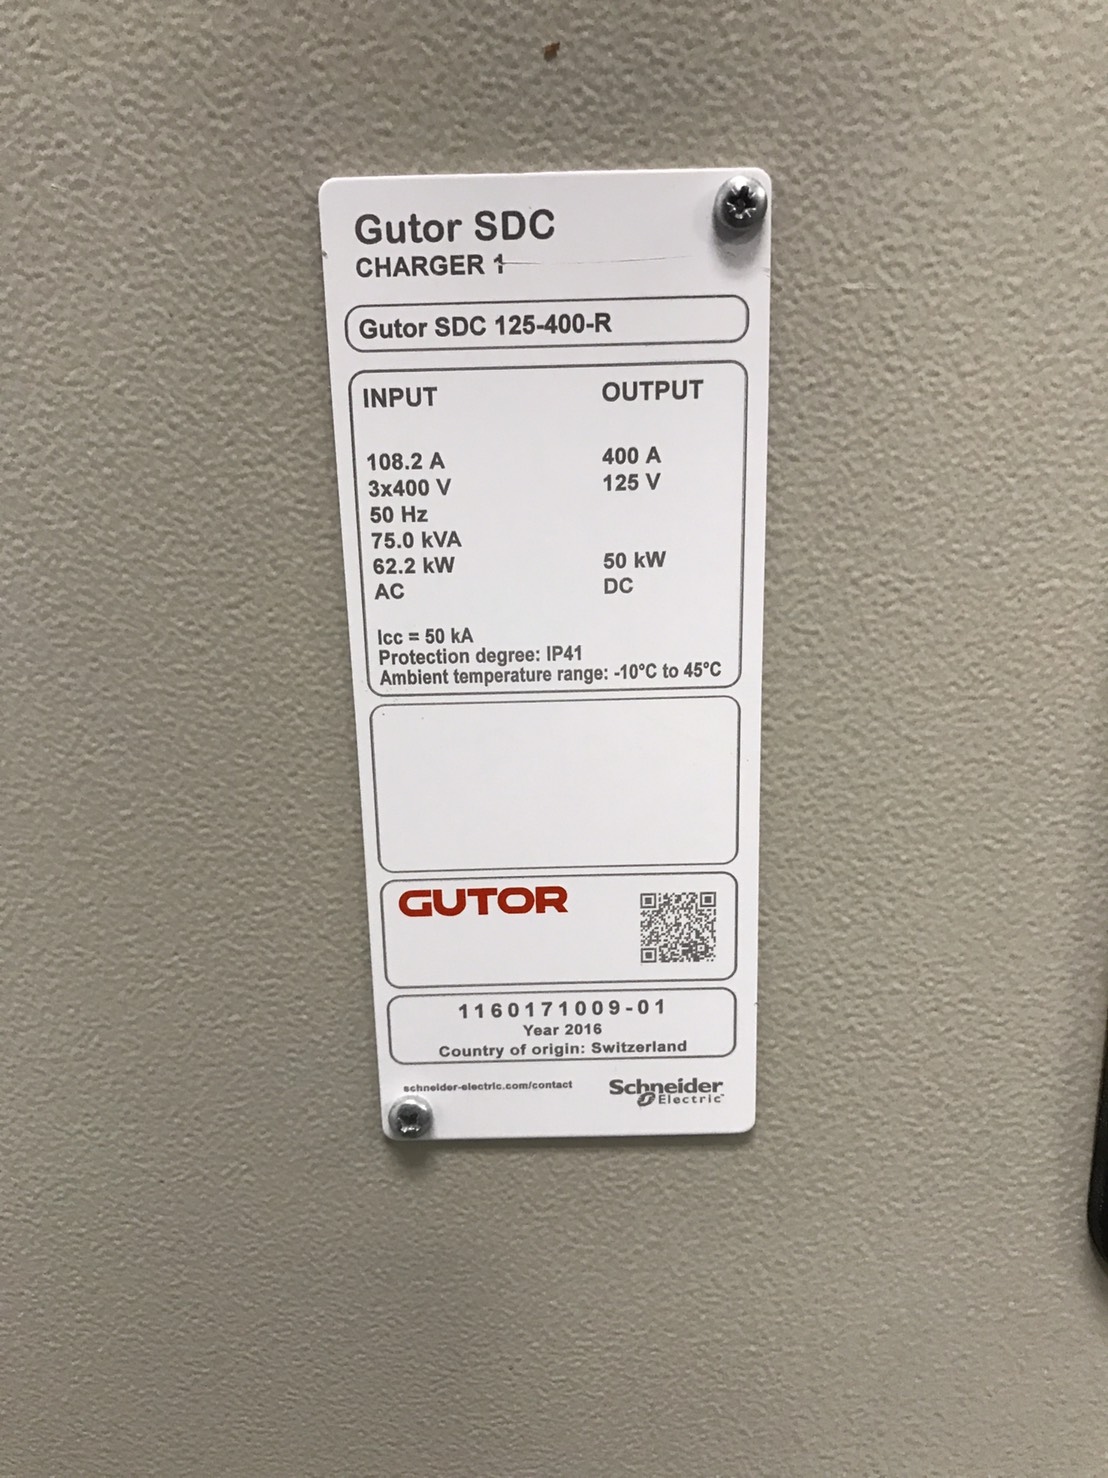 Gutor SDC
CHARGER 1
Gutor SDC 125-400-R
INPUT OUTPUT
108.2 A 400 A
3x400 V 125 V
50 Hz
75.0 kVA
62.2 kW 50 kW
AC DC
Icc = 50 kA
Protection degree: IP41
Ambient temperature range: -10°C to 45°C
GUTOR
1160171009-01
Year 2016
Country of origin: Switzerland
schneider-electric.com/contact
Schneider
Electric